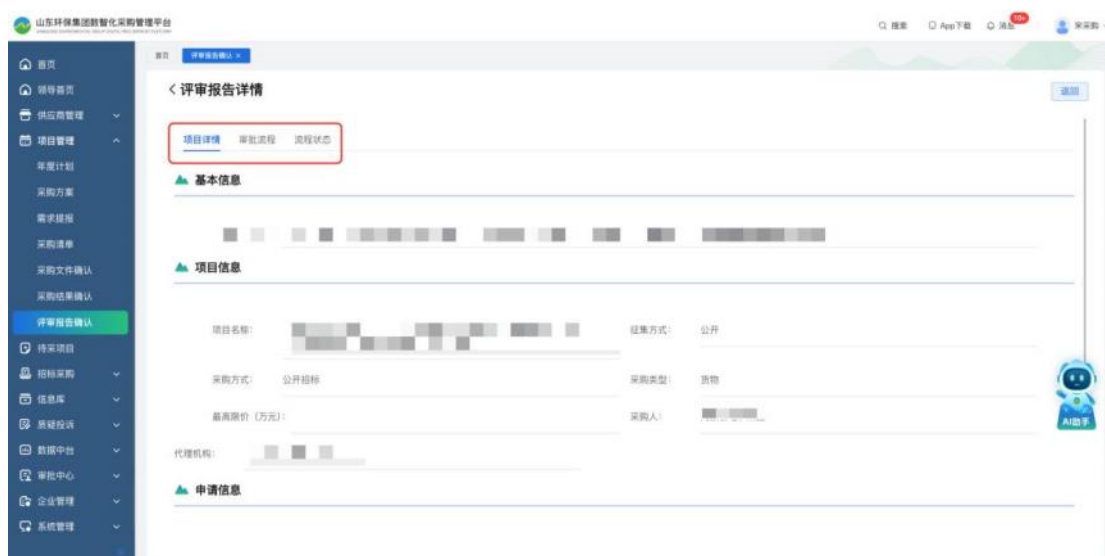 山东环保集团数智化采购管理平台
搜索 App下载 消息 10+ 采采购
首页 评审报告确认 ×
首页
领导首页
供应商管理
项目管理
年度计划
采购方案
需求提报
采购清单
采购文件确认
采购结果确认
评审报告确认
待采项目
招标采购
信息库
质疑投诉
数据中台
审批中心
企业管理
系统管理
评审报告详情
退回
项目详情 审批流程 流程状态
基本信息
项目信息
项目名称: 征集方式: 公开
采购方式: 公开招标 采购类型: 货物
最高限价(万元): 采购人:
代理机构:
申请信息
AI助手